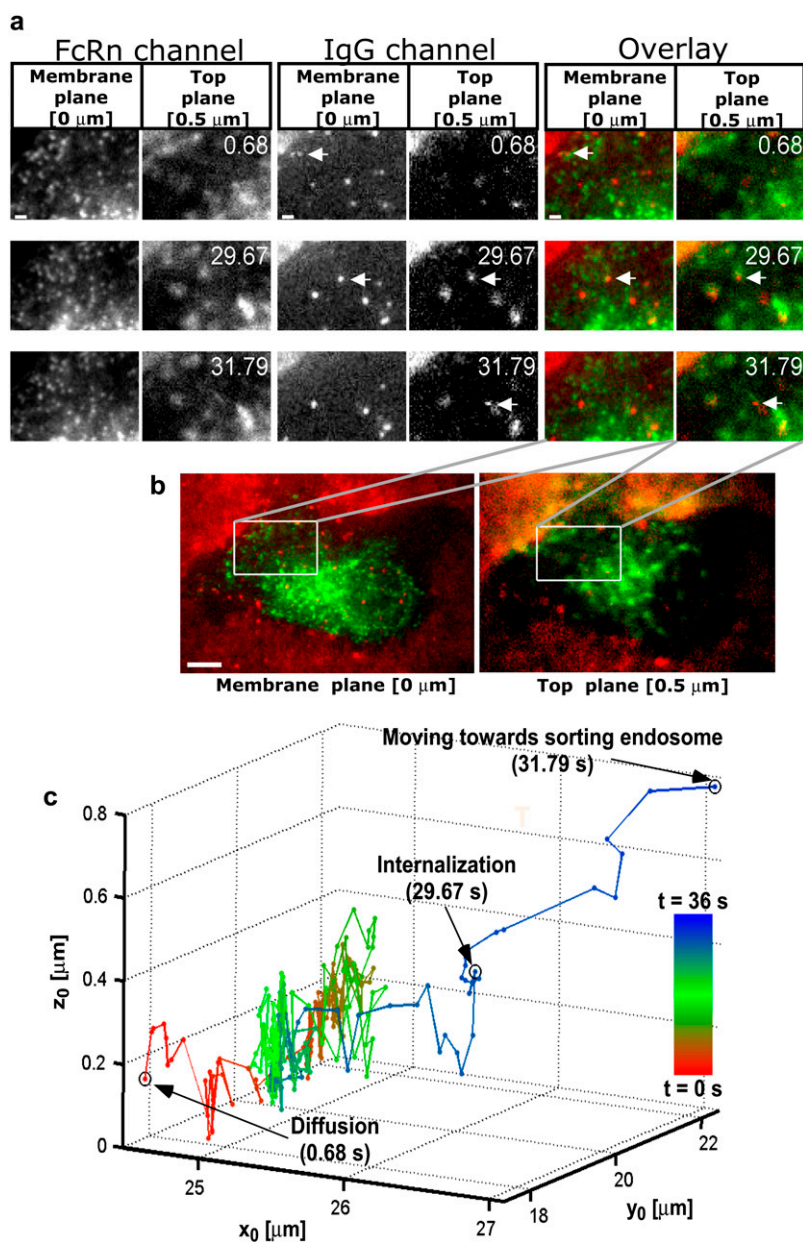 a
FcRn channel IgG channel Overlay
Membrane plane [0 μm] Top plane [0.5 μm] Membrane plane [0 μm] Top plane [0.5 μm] Membrane plane [0 μm] Top plane [0.5 μm]
0.68 0.68 0.68
29.67 29.67 29.67
31.79 31.79 31.79
b
Membrane plane [0 μm] Top plane [0.5 μm]
c
Moving towards sorting endosome
(31.79 s)
T
Internalization
(29.67 s)
t = 36 s
t = 0 s
Diffusion
(0.68 s)
0.8
0.6
0.4
0.2
0
z₀ [μm]
25 26 27
x₀ [μm]
18 20 22
y₀ [μm]